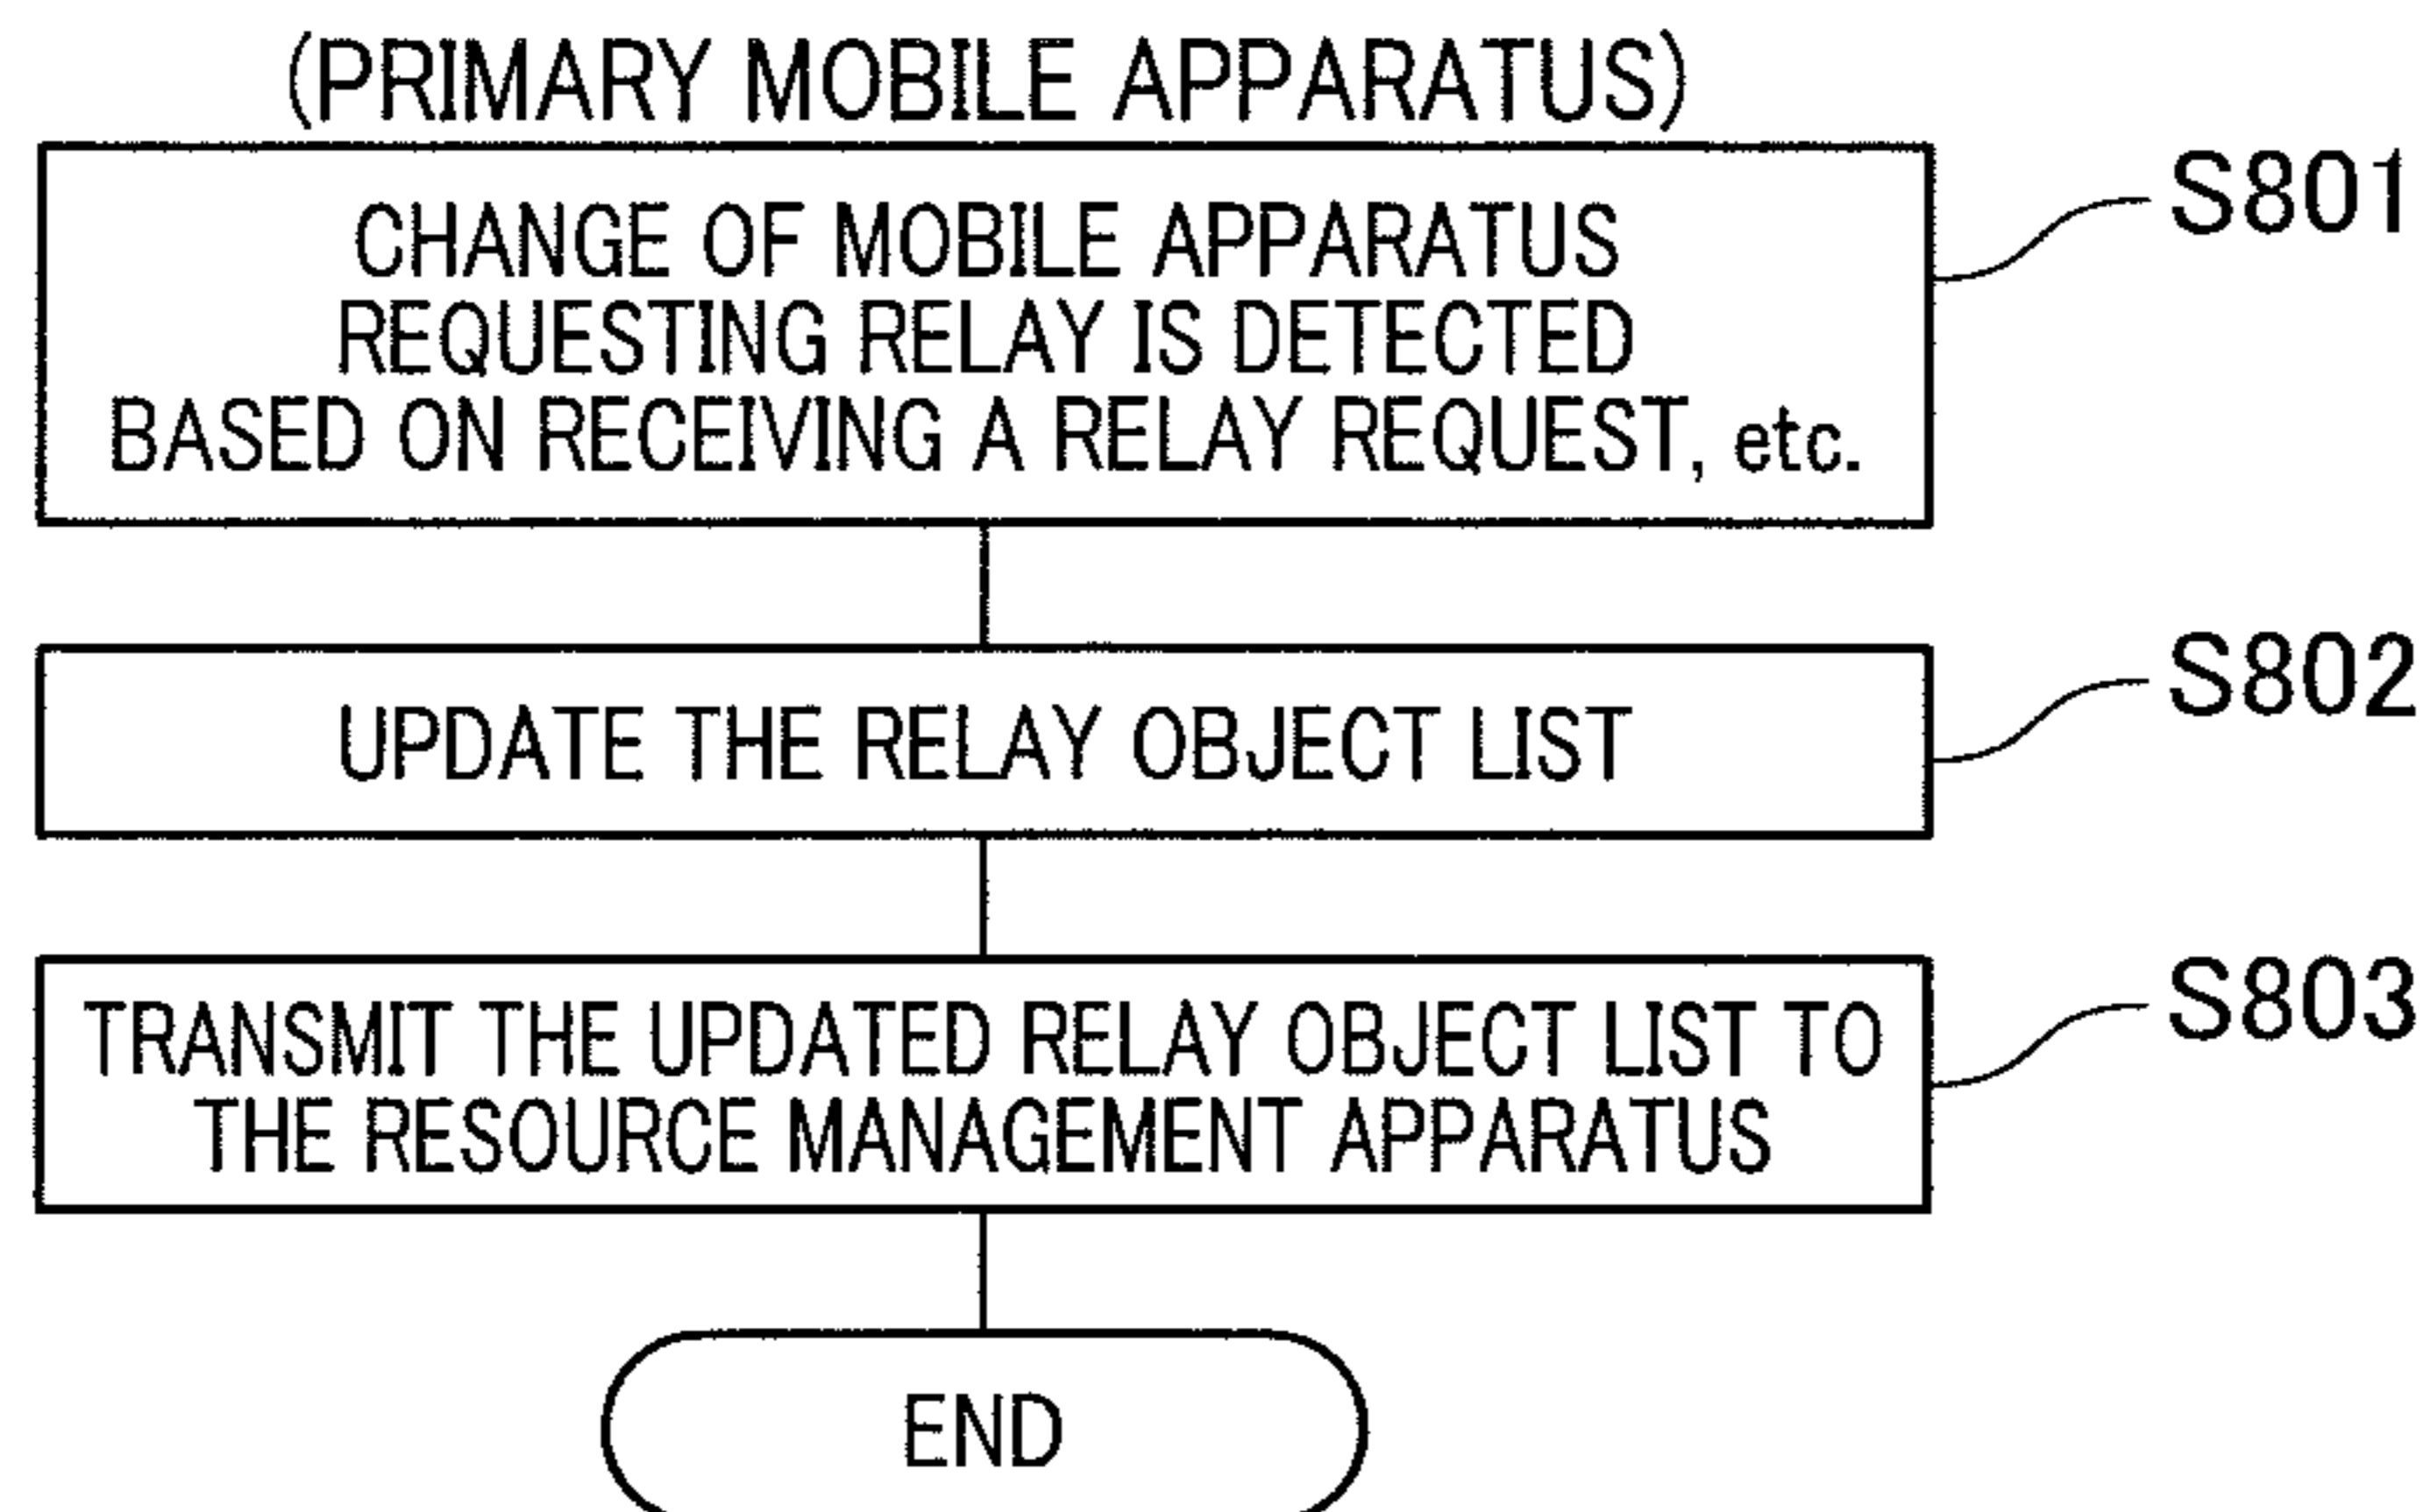 (PRIMARY MOBILE APPARATUS)
CHANGE OF MOBILE APPARATUS
REQUESTING RELAY IS DETECTED
BASED ON RECEIVING A RELAY REQUEST, etc.
S801
UPDATE THE RELAY OBJECT LIST
S802
TRANSMIT THE UPDATED RELAY OBJECT LIST TO
THE RESOURCE MANAGEMENT APPARATUS
S803
END